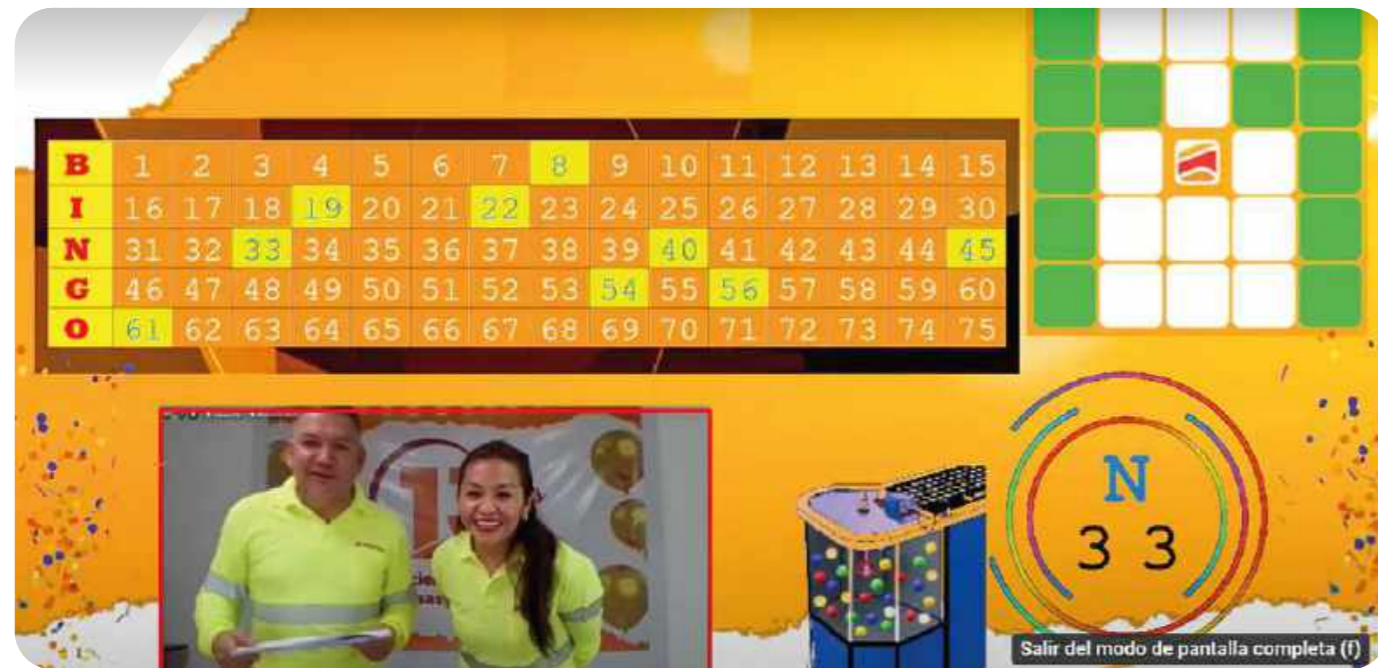 B 1 2 3 4 5 6 7 8 9 10 11 12 13 14 15
I 16 17 18 19 20 21 22 23 24 25 26 27 28 29 30
N 31 32 33 34 35 36 37 38 39 40 41 42 43 44 45
G 46 47 48 49 50 51 52 53 54 55 56 57 58 59 60
O 61 62 63 64 65 66 67 68 69 70 71 72 73 74 75
N
3 3
Salir del modo de pantalla completa (f)